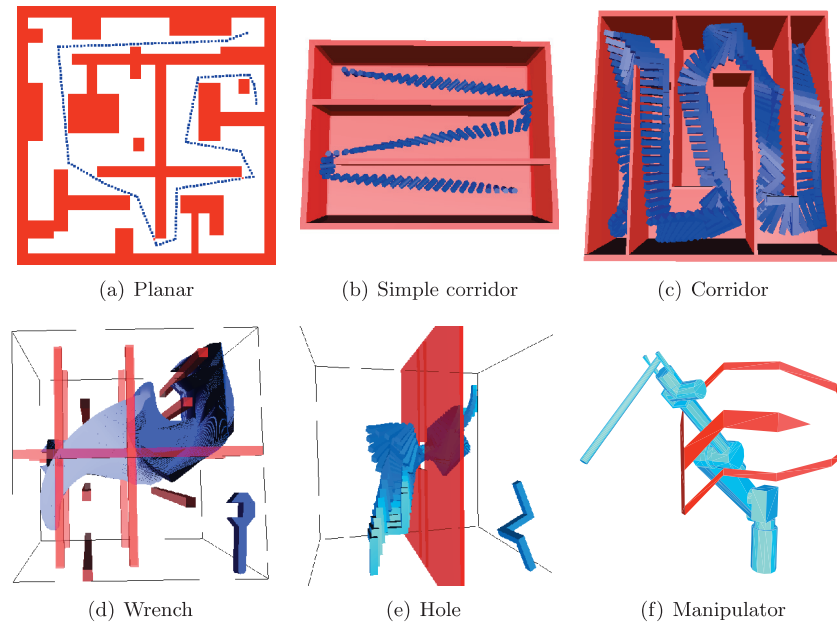 (a) Planar
(b) Simple corridor
(c) Corridor
(d) Wrench
(e) Hole
(f) Manipulator